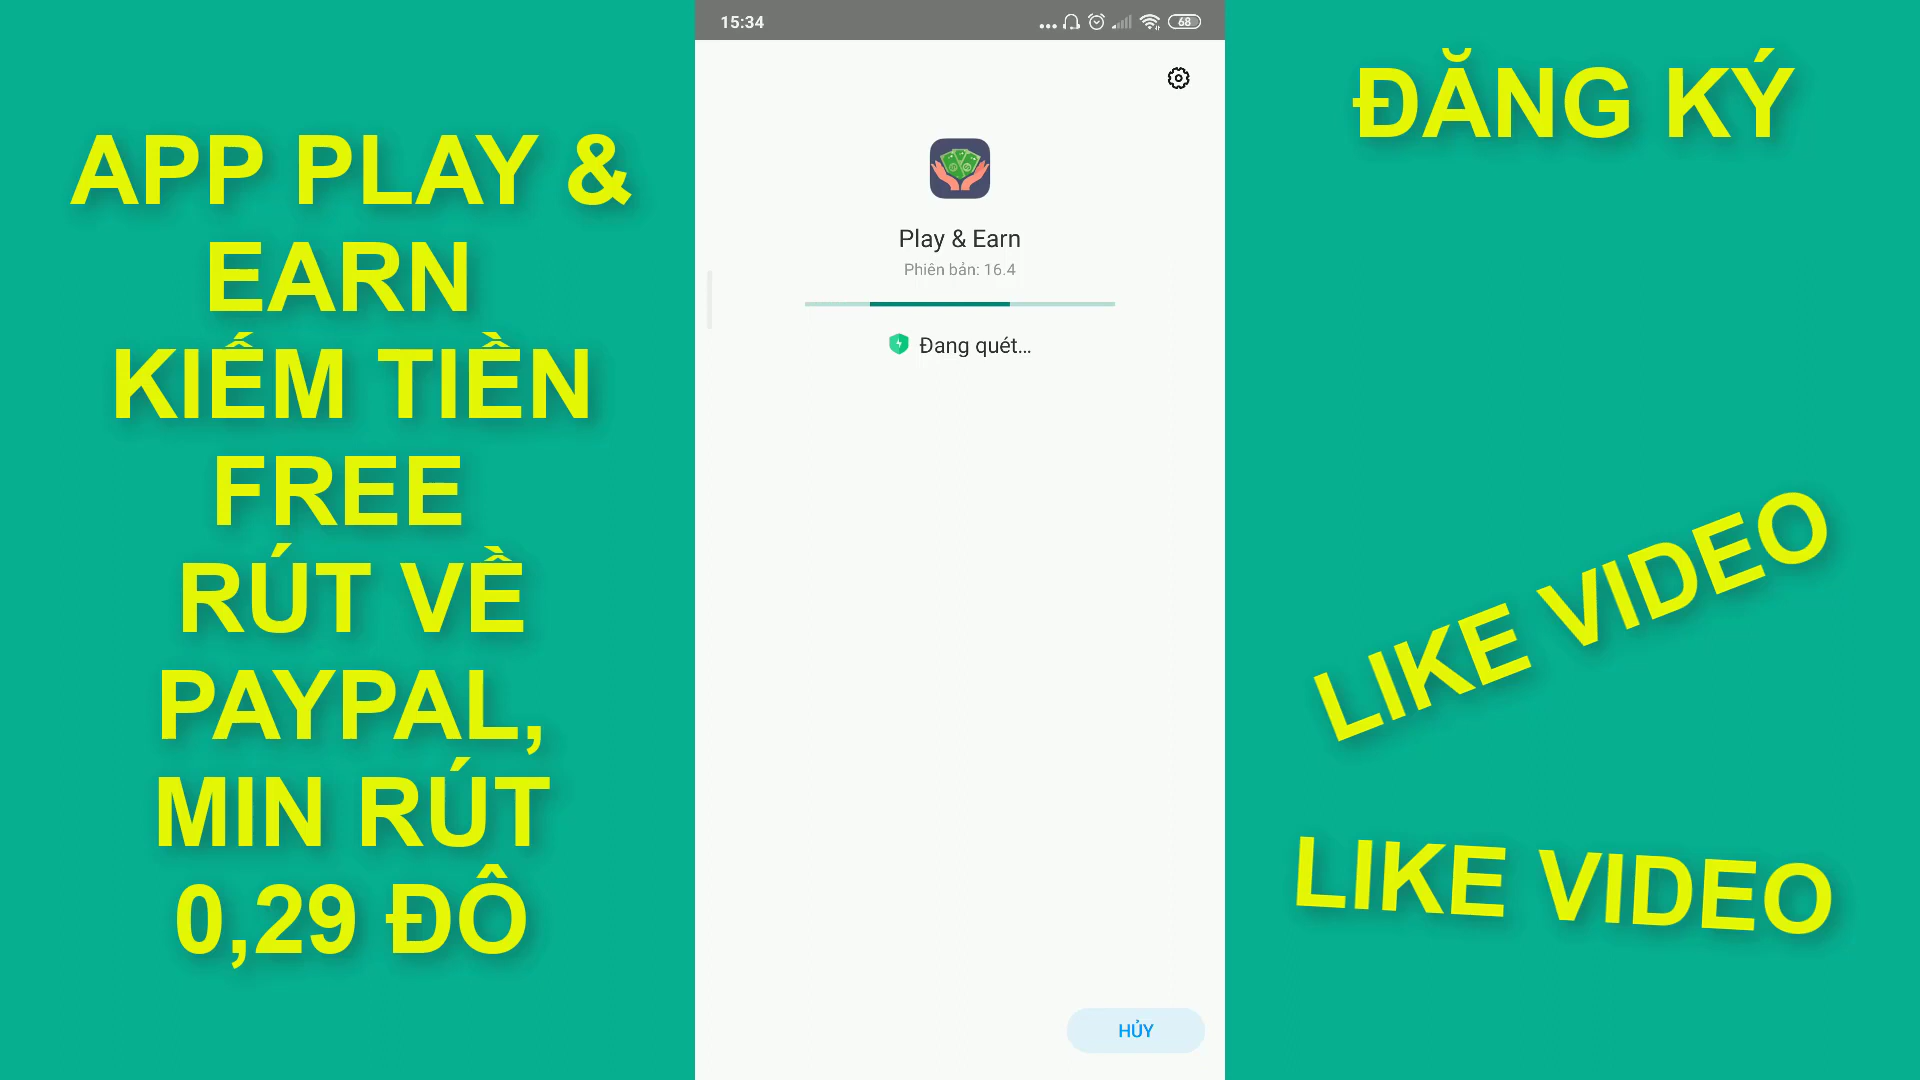 APP PLAY &
EARN
KIẾM TIỀN
FREE
RÚT VỀ
PAYPAL,
MIN RÚT
0,29 ĐÔ
15:34
68
Play & Earn
Phiên bản: 16.4
Đang quét...
HỦY
ĐĂNG KÝ
LIKE VIDEO
LIKE VIDEO